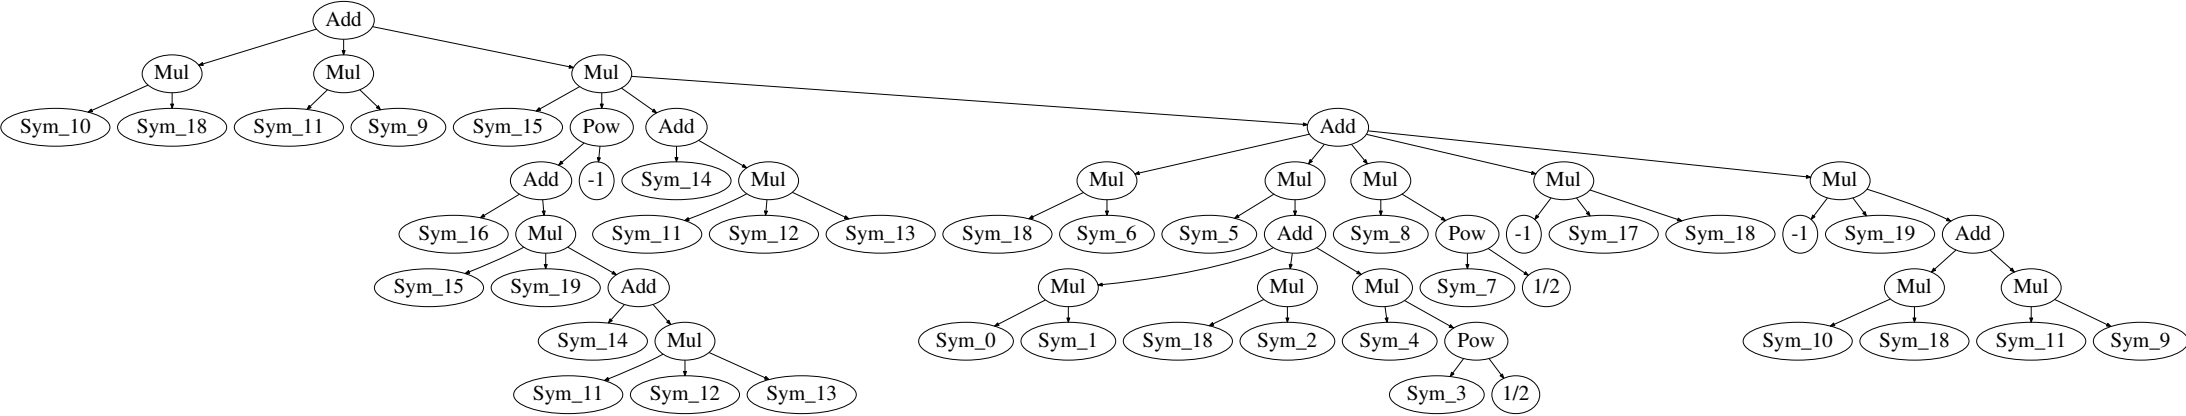 Add
Mul Mul Mul
Sym_10 Sym_18 Sym_11 Sym_9 Sym_15 Pow Add Add
Add -1 Sym_14 Mul Mul Mul Mul Mul Mul
Sym_16 Mul Sym_11 Sym_12 Sym_13 Sym_18 Sym_6 Sym_5 Add Sym_8 Pow -1 Sym_17 Sym_18 -1 Sym_19 Add
Sym_15 Sym_19 Add Mul Mul Mul Sym_7 1/2 Mul Mul
Sym_14 Mul Sym_0 Sym_1 Sym_18 Sym_2 Sym_4 Pow Sym_10 Sym_18 Sym_11 Sym_9
Sym_11 Sym_12 Sym_13 Sym_3 1/2